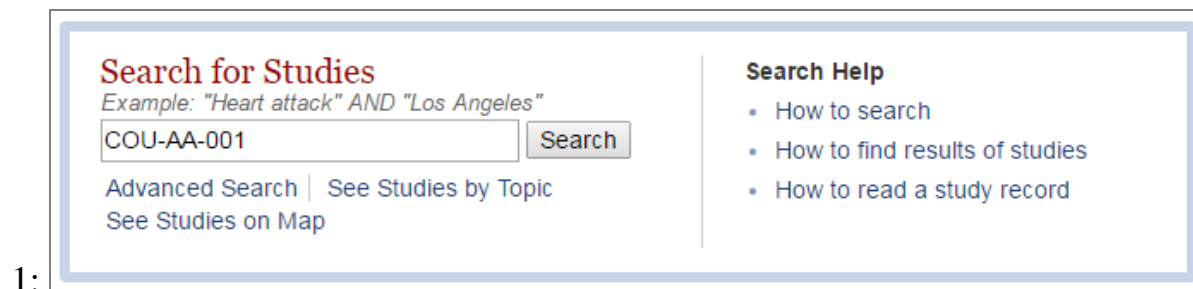 Search for Studies
Example: "Heart attack" AND "Los Angeles"
COU-AA-001 Search
Advanced Search | See Studies by Topic
See Studies on Map
Search Help
• How to search
• How to find results of studies
• How to read a study record
1: